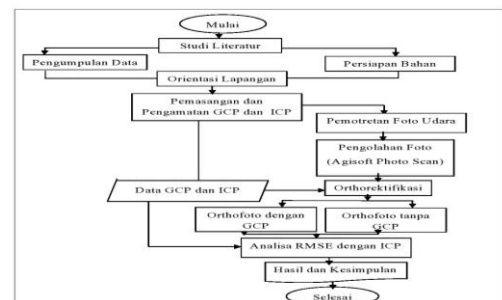 Mulai
Studi Literatur
Pengumpulan Data
Persiapan Bahan
Orientasi Lapangan
Pemasangan dan
Pengamatan GCP dan ICP
Pemotretan Foto Udara
Pengolahan Foto
(Agisoft Photo Scan)
Data GCP dan ICP
Orthorektifikasi
Orthofoto dengan
GCP
Orthofoto tanpa
GCP
Analisa RMSE dengan ICP
Hasil dan Kesimpulan
Selesai